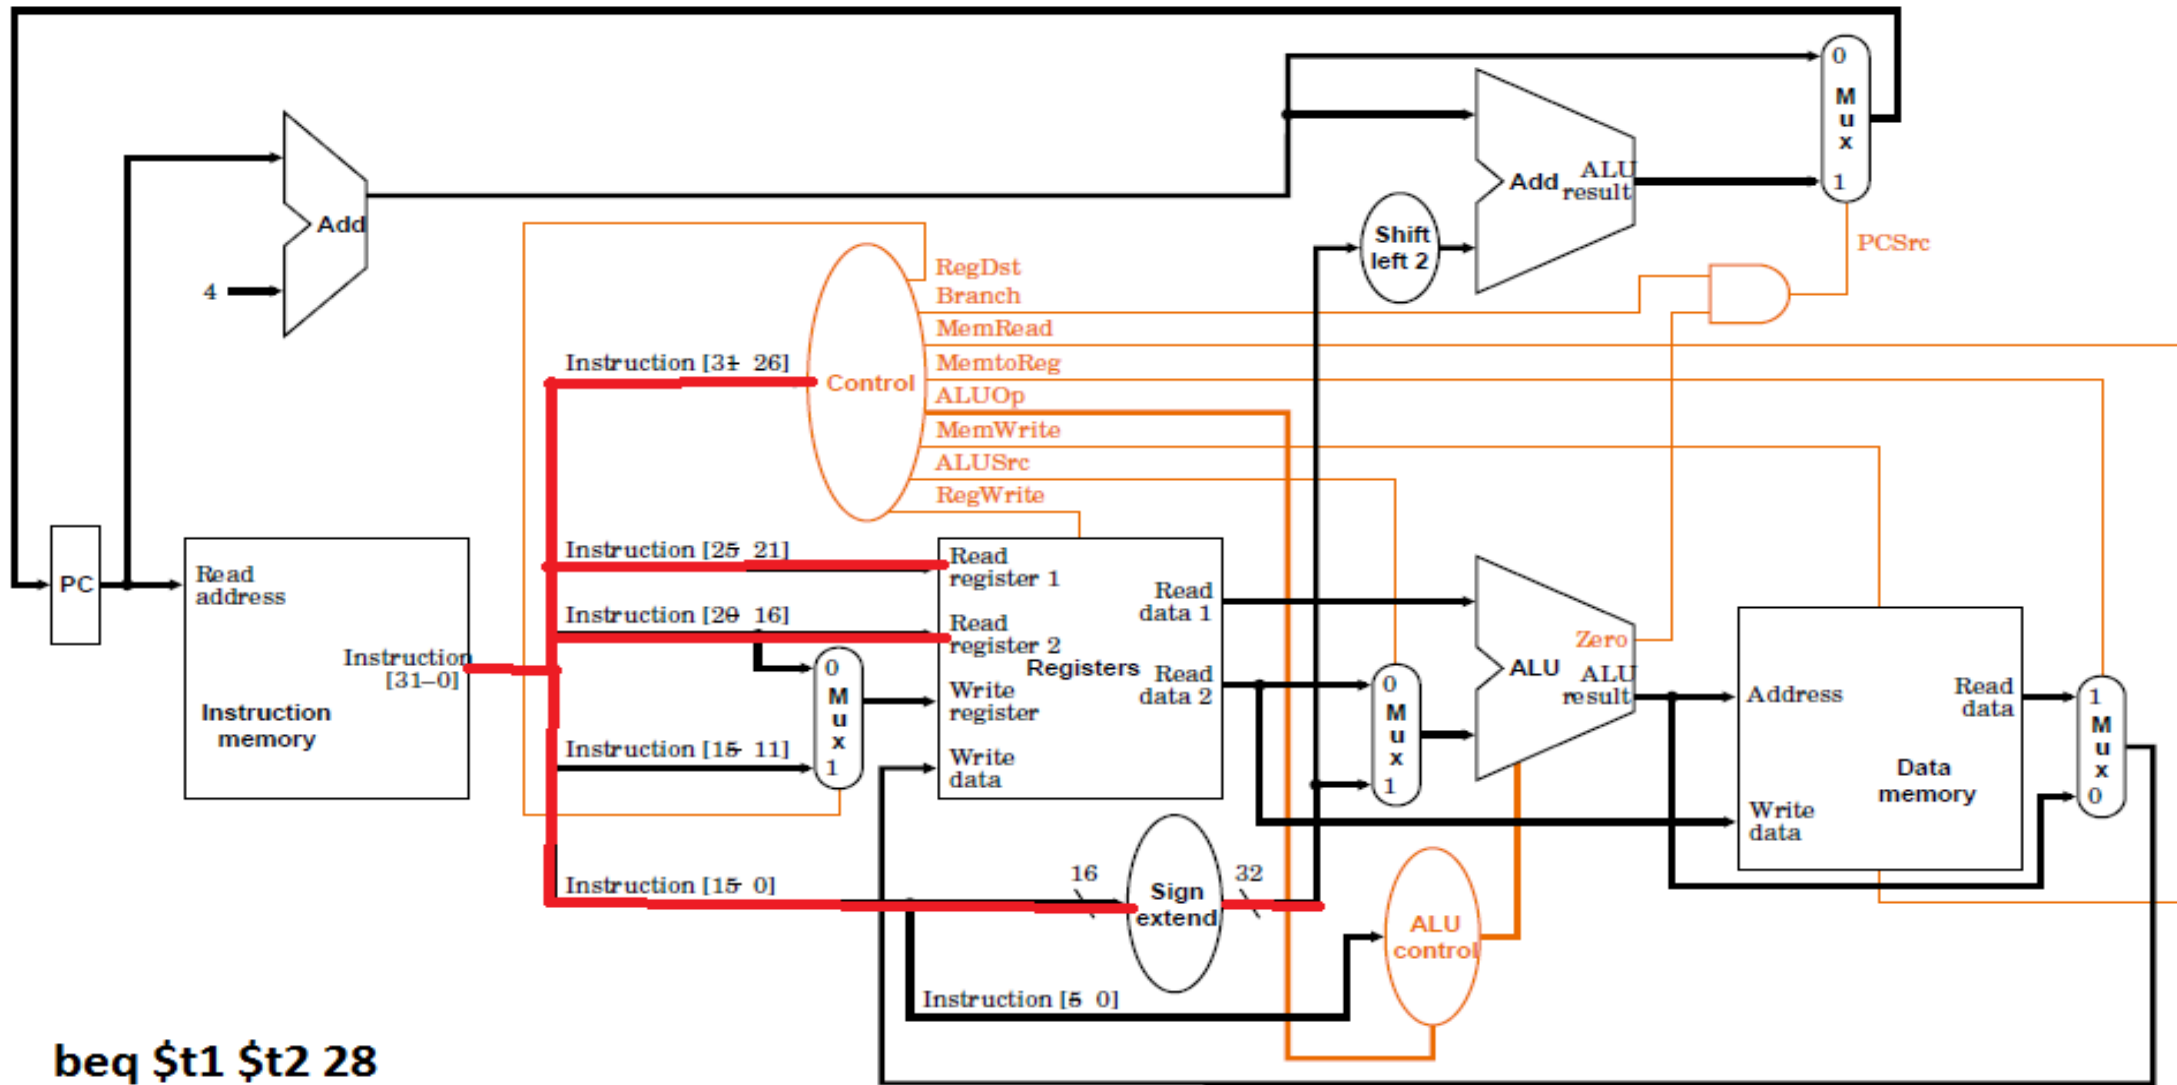 0
M
u
x
1
Add
ALU
result
Add
Shift
left 2
PCSrc
4
RegDst
Branch
MemRead
MemtoReg
ALUOp
MemWrite
ALUSrc
RegWrite
Control
Instruction [31 26]
Instruction [25 21]
Instruction [20 16]
Instruction [15 11]
Instruction [15 0]
Instruction [5 0]
PC
Read
address
Instruction
[31–0]
Instruction
memory
0
M
u
x
1
Read
register 1
Read
register 2
Write
register
Write
data
Registers
Read
data 1
Read
data 2
0
M
u
x
1
Zero
ALU
ALU
result
Address
Write
data
Read
data
Data
memory
1
M
u
x
0
16
Sign
extend
32
ALU
control
beq $t1 $t2 28